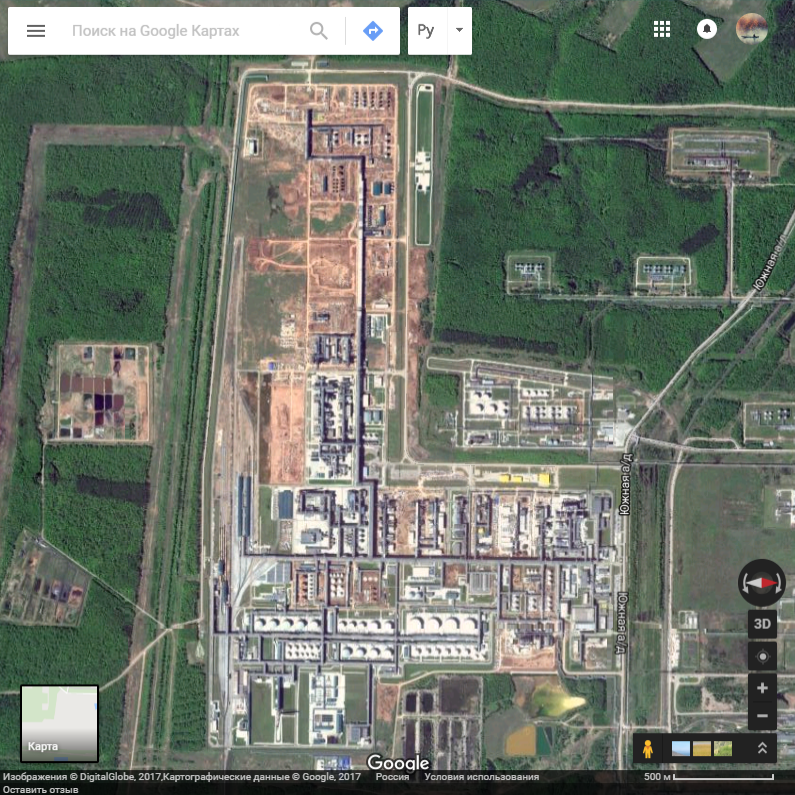 Поиск на Google Картах
Ру
Южная а/д
Южная а/д
Южная а/д
3D
Карта
Google
Изображения © DigitalGlobe, 2017,Картографические данные © Google, 2017 Россия Условия использования 500 м
Оставить отзыв